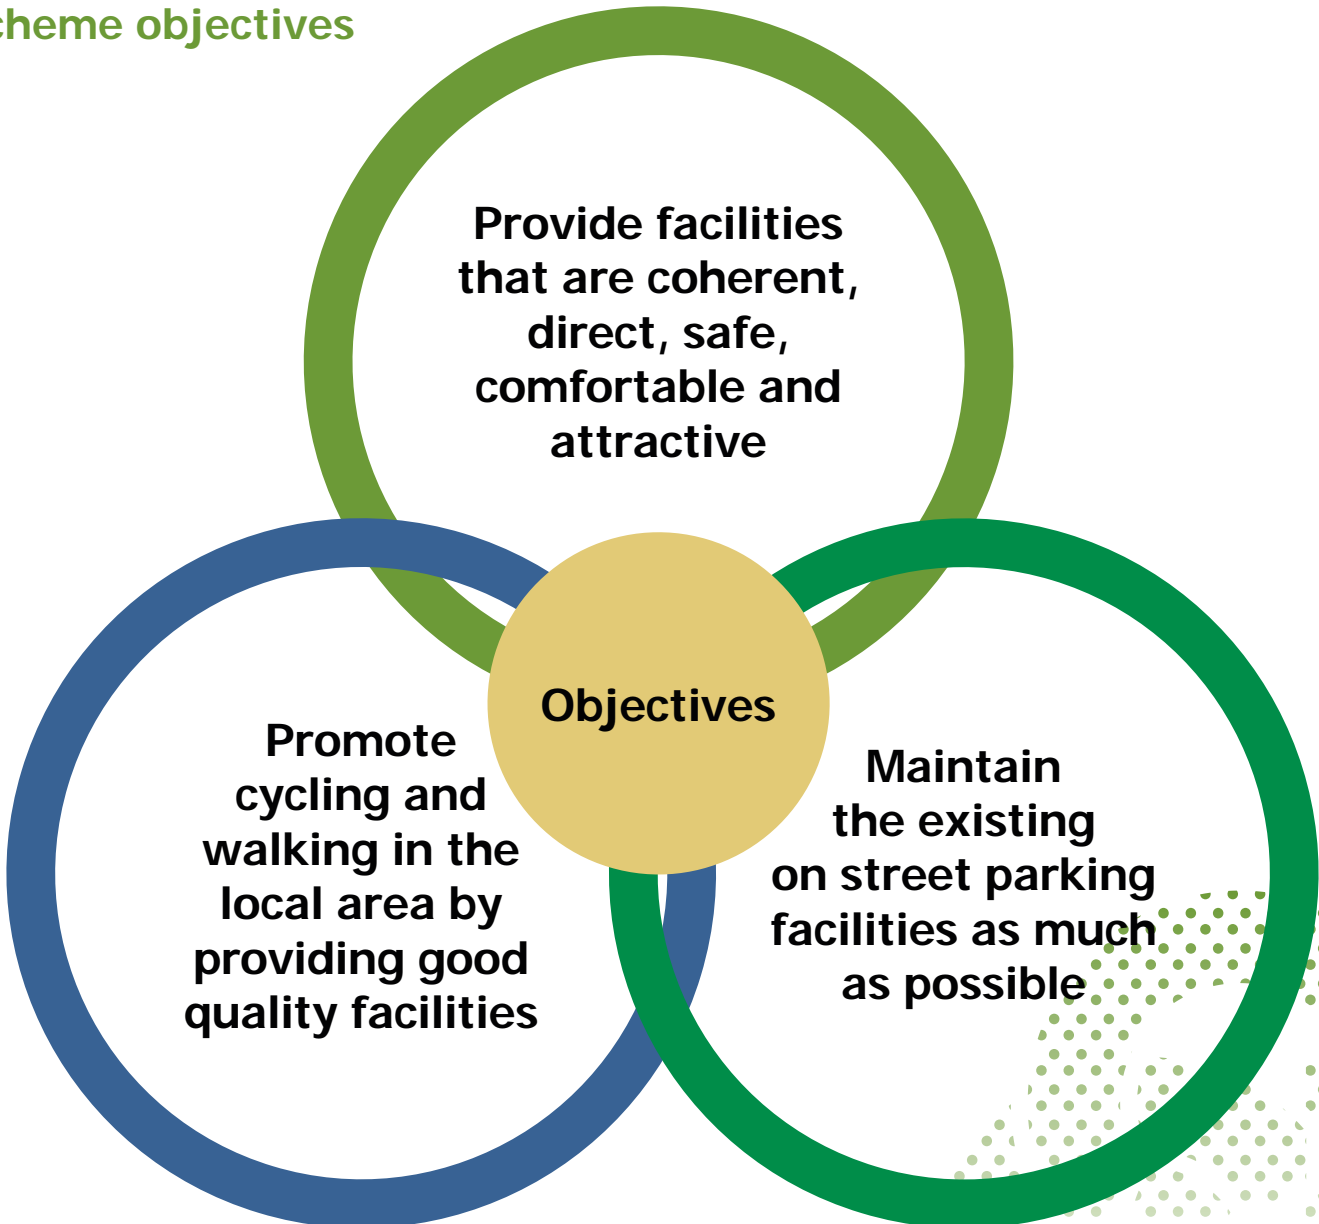 cheme objectives
Provide facilities
that are coherent,
direct, safe,
comfortable and
attractive
Objectives
Promote
cycling and
walking in the
local area by
providing good
quality facilities
Maintain
the existing
on street parking
facilities as much
as possible